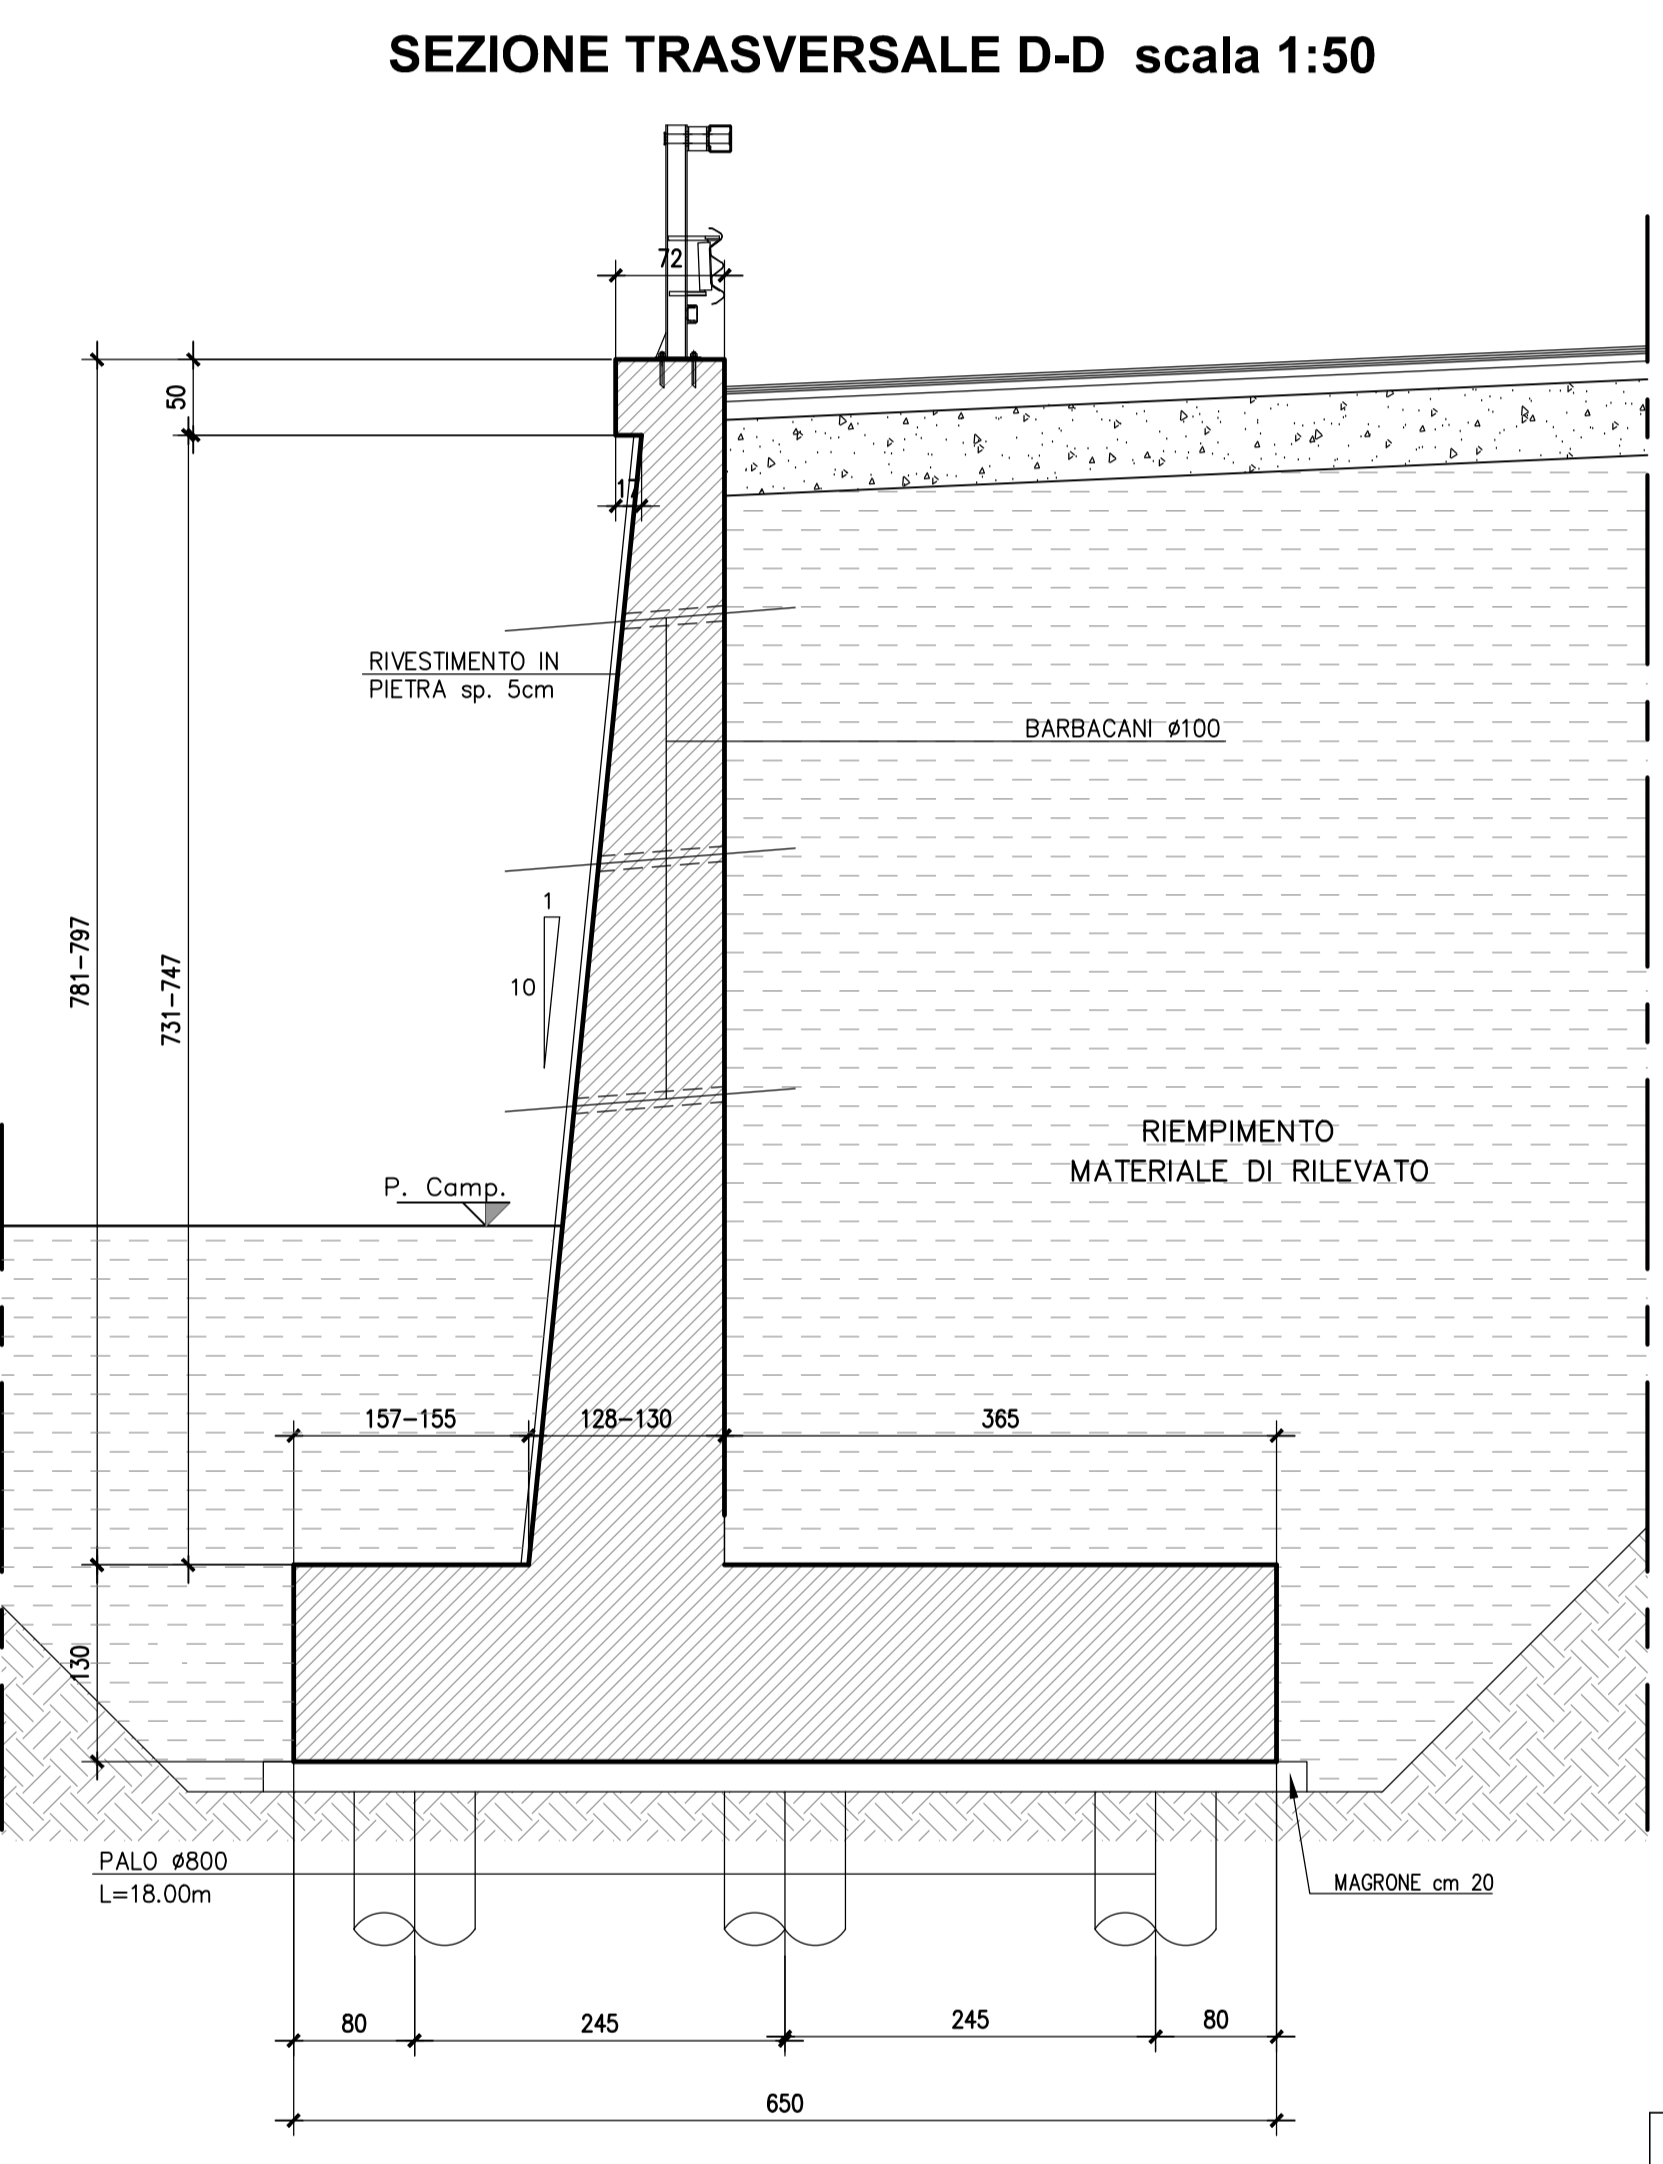 SEZIONE TRASVERSALE D-D scala 1:50
72
50
17
RIVESTIMENTO IN
PIETRA sp. 5cm
BARBACANI ø100
1
10
781-797
731-747
RIEMPIMENTO
MATERIALE DI RILEVATO
P. Camp.
157-155
128-130
365
130
PALO ø800
L=18.00m
MAGRONE cm 20
80
245
245
80
650